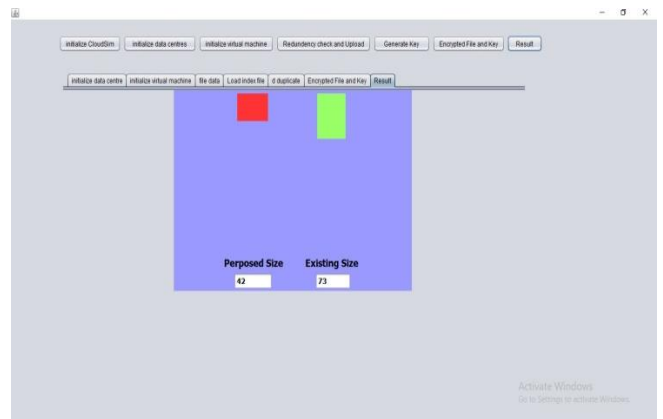 initialize CloudSim initialize data centres initialize virtual machine Redundency check and Upload Generate Key Encrypted File and Key Result
initialize data centre initialize virtual machine file data Load index file d duplicate Encrypted File and Key Result
Perposed Size Existing Size
42 73
Activate Windows
Go to Settings to activate Windows.